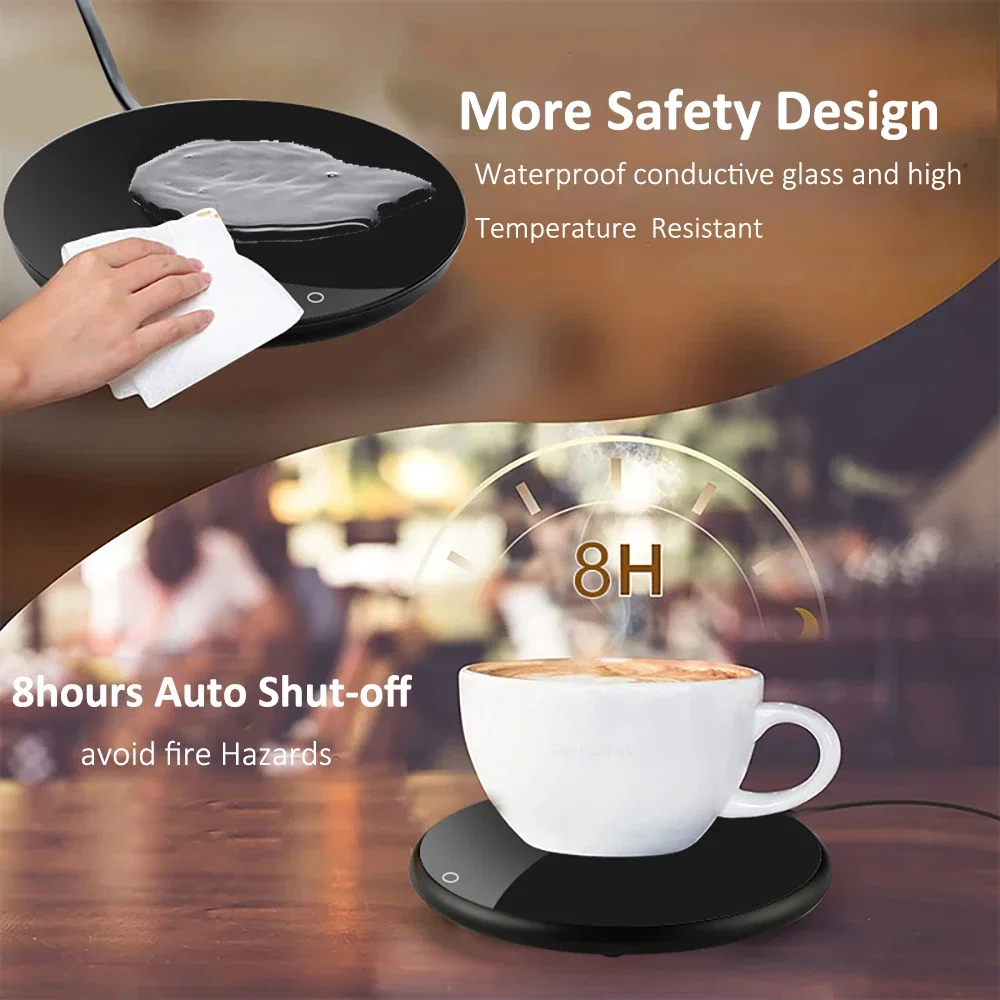 More Safety Design
Waterproof conductive glass and high
Temperature  Resistant
8H
8hours Auto Shut-off
avoid fire Hazards